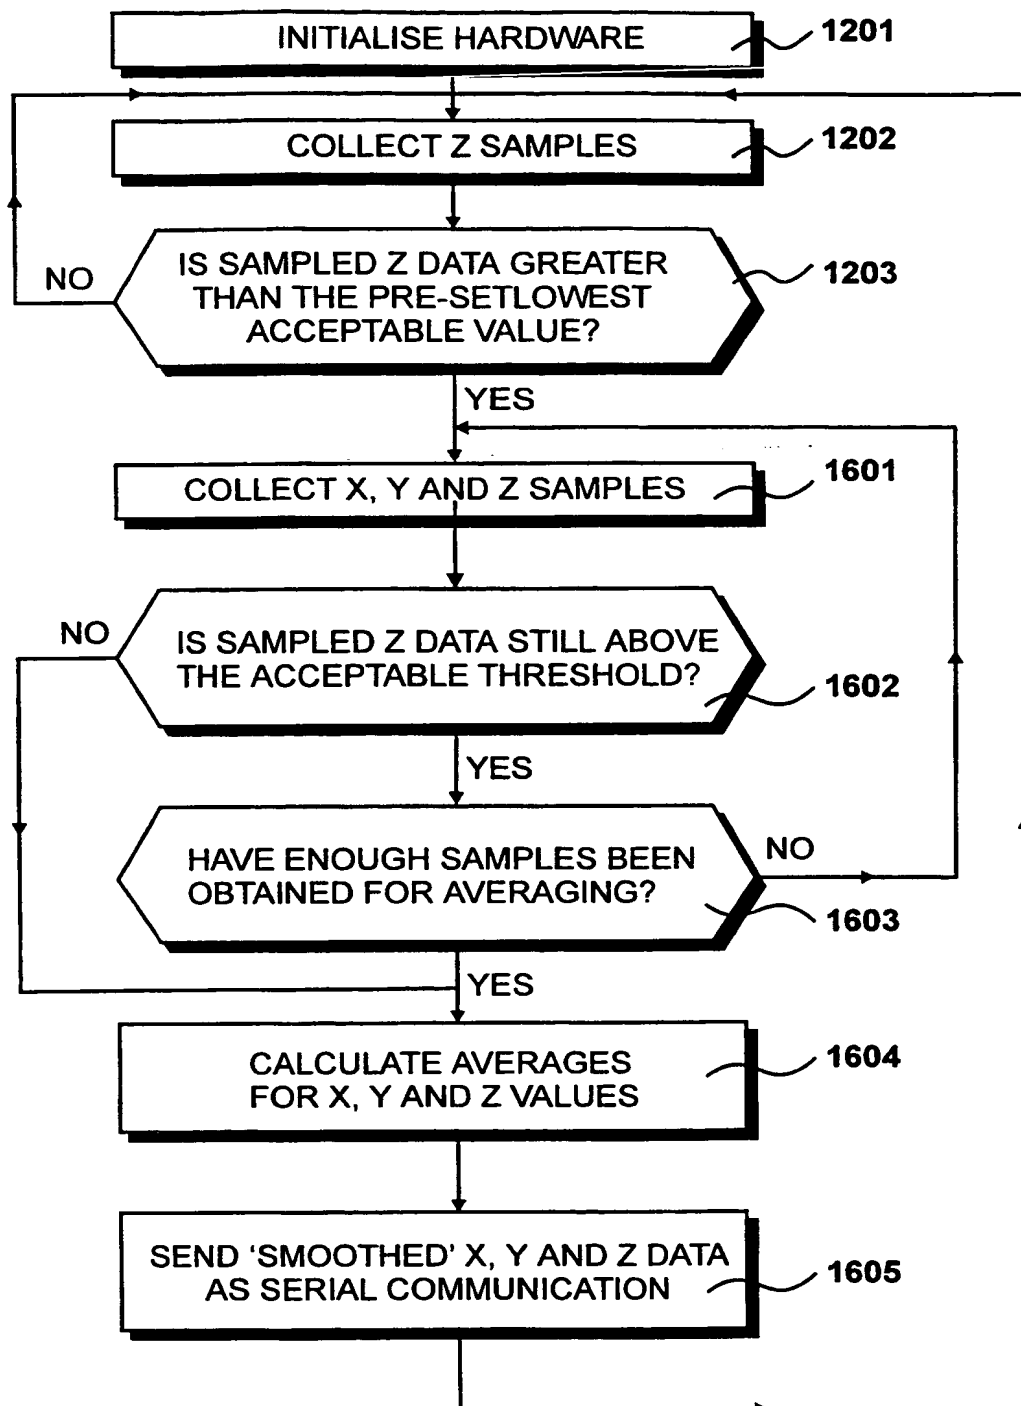 INITIALISE HARDWARE
1201
COLLECT Z SAMPLES
1202
IS SAMPLED Z DATA GREATER
THAN THE PRE-SETLOWEST
ACCEPTABLE VALUE?
1203
NO
YES
COLLECT X, Y AND Z SAMPLES
1601
NO
IS SAMPLED Z DATA STILL ABOVE
THE ACCEPTABLE THRESHOLD?
1602
YES
HAVE ENOUGH SAMPLES BEEN
OBTAINED FOR AVERAGING?
NO
1603
YES
CALCULATE AVERAGES
FOR X, Y AND Z VALUES
1604
SEND ‘SMOOTHED’ X, Y AND Z DATA
AS SERIAL COMMUNICATION
1605